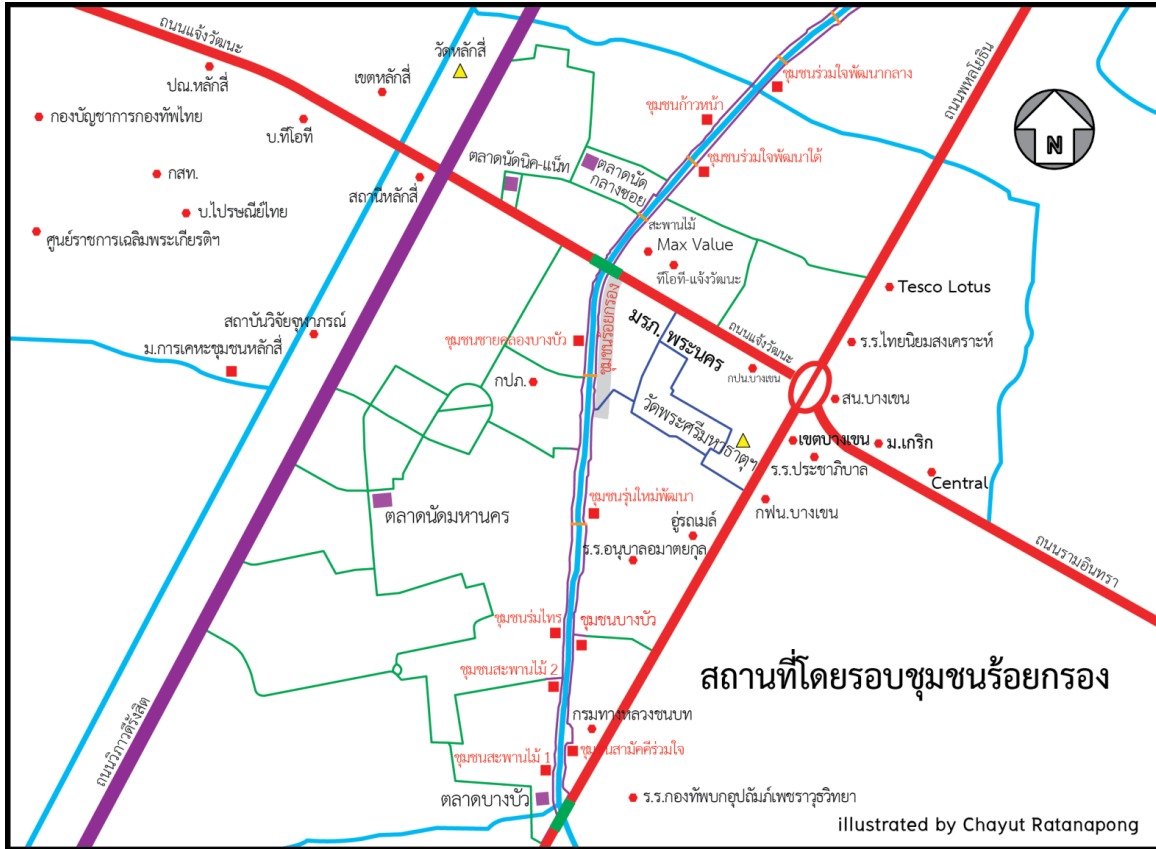 ถนนแจ้งวัฒนะ
วัดหลักสี่
ปณ.หลักสี่
เขตหลักสี่
ชุมชนร่วมใจพัฒนากลาง
ถนนพหลโยธิน
กองบัญชาการกองทัพไทย
บ.ทีโอที
ชุมชนก้าวหน้า
N
ตลาดนัดนิค-แน็ท
ตลาดนัด
กลางซอย
ชุมชนร่วมใจพัฒนาใต้
กสท.
สถานีหลักสี่
บ.ไปรษณีย์ไทย
ศูนย์ราชการเฉลิมพระเกียรติฯ
สะพานไม้
Max Value
ทีโอที-แจ้งวัฒนะ
Tesco Lotus
สถาบันวิจัยจุฬาภรณ์
ม.การเคหะชุมชนหลักสี่
ชุมชนชายคลองบางบัว
ชุมชนร้อยกรอง
มรภ. พระนคร
ถนนแจ้งวัฒนะ
ร.ร.ไทยนิยมสงเคราะห์
กปภ.
กปน.บางเขน
สน.บางเขน
วัดพระศรีมหาธาตุฯ
เขตบางเขน
ม.เกริก
ร.ร.ประชาภิบาล
Central
ชุมชนรุ่นใหม่พัฒนา
กฟน.บางเขน
ตลาดนัดมหานคร
อู่รถเมล์
ร.ร.อนุบาลอมาตยกุล
ถนนรามอินทรา
ชุมชนร่มไทร
ชุมชนบางบัว
ชุมชนสะพานไม้ 2
สถานที่โดยรอบชุมชนร้อยกรอง
ถนนวิภาวดีรังสิต
กรมทางหลวงชนบท
ชุมชนสะพานไม้ 1
ชุมชนสามัคคีร่วมใจ
ตลาดบางบัว
ร.ร.กองทัพบกอุปถัมภ์เพชราวุธวิทยา
illustrated by Chayut Ratanapong